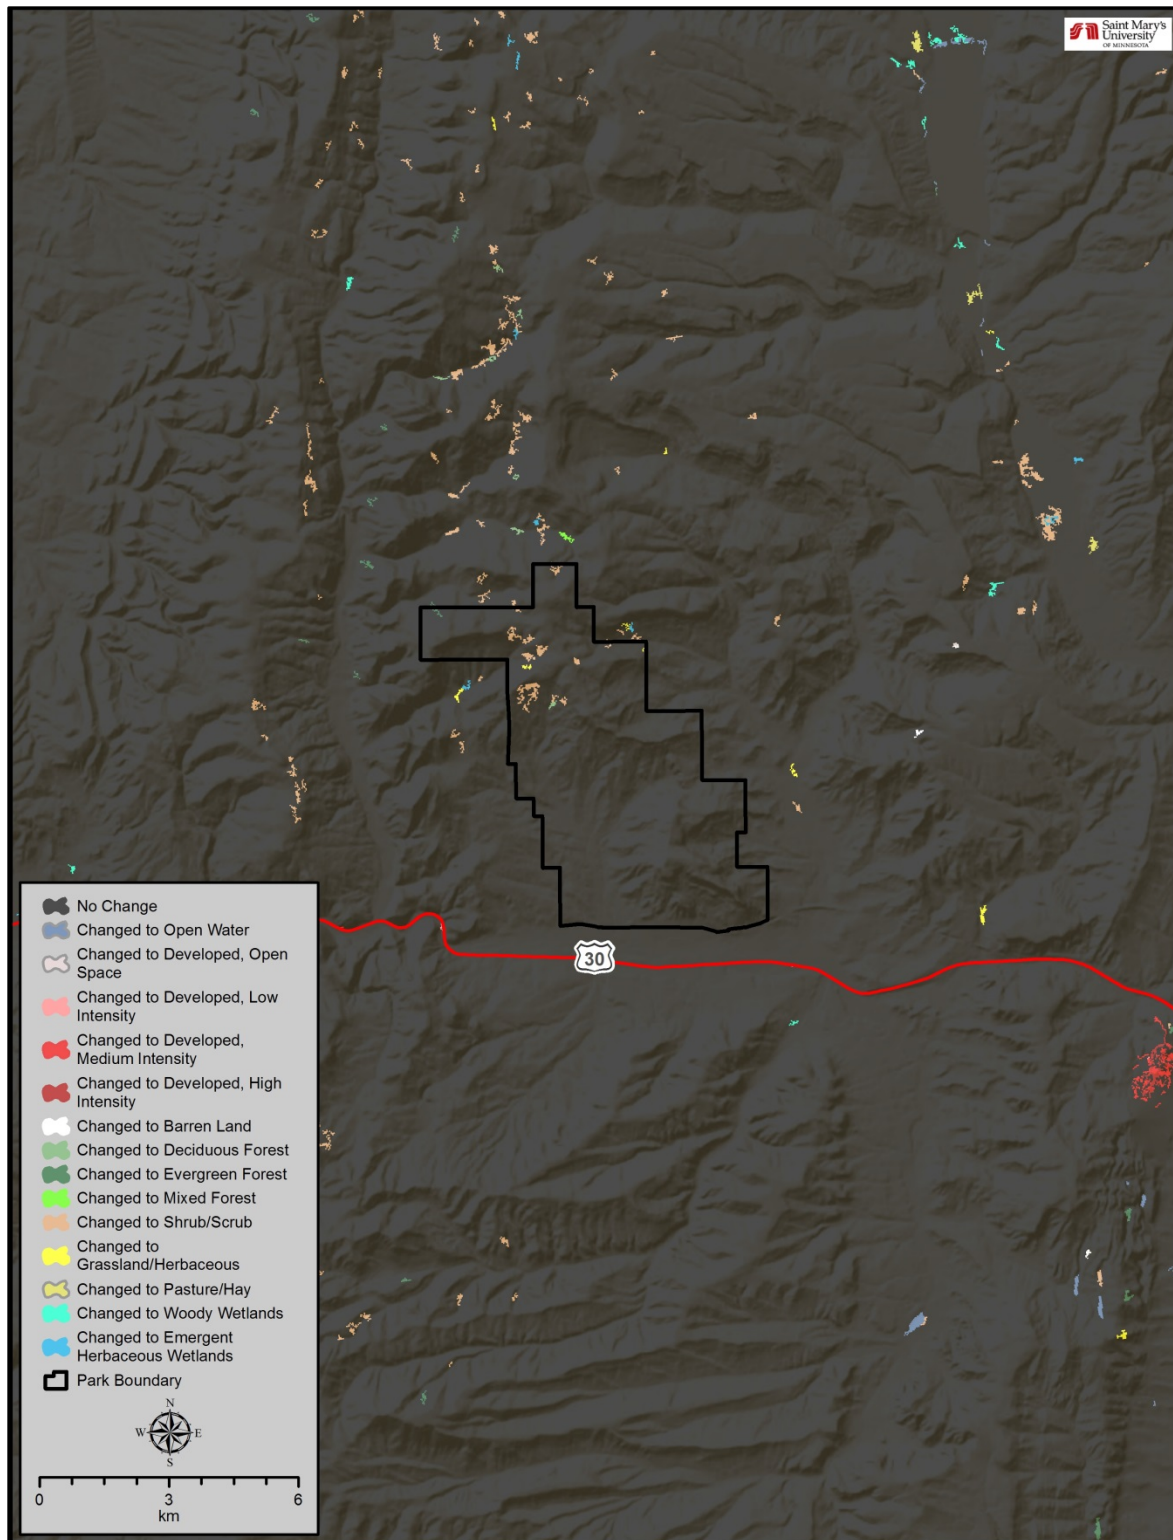 Saint Mary's
University
OF MINNESOTA
30
No Change
Changed to Open Water
Changed to Developed, Open
Space
Changed to Developed, Low
Intensity
Changed to Developed,
Medium Intensity
Changed to Developed, High
Intensity
Changed to Barren Land
Changed to Deciduous Forest
Changed to Evergreen Forest
Changed to Mixed Forest
Changed to Shrub/Scrub
Changed to
Grassland/Herbaceous
Changed to Pasture/Hay
Changed to Woody Wetlands
Changed to Emergent
Herbaceous Wetlands
Park Boundary
N
W E
S
0 3 6
km